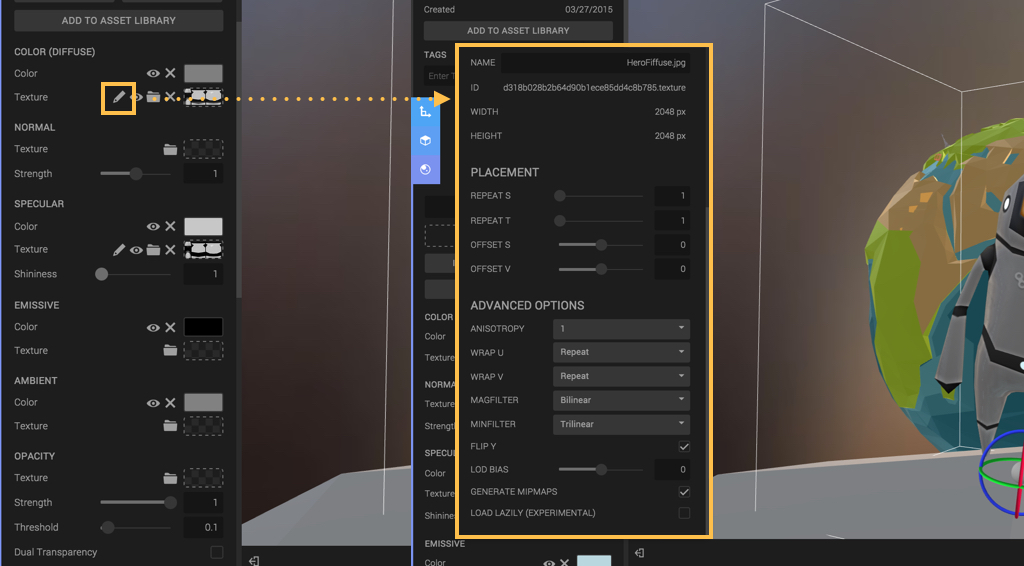 ADD TO ASSET LIBRARY
COLOR (DIFFUSE)
Color
Texture
NORMAL
Texture
Strength 1
SPECULAR
Color
Texture
Shininess 1
EMISSIVE
Color
Texture
AMBIENT
Color
Texture
OPACITY
Texture
Strength 1
Threshold 0.1
Dual Transparency
Created 03/27/2015
ADD TO ASSET LIBRARY
TAGS
Enter T
COLOR
Color
Texture
NORMA
Texture
Strengt
SPECUL
Color
Texture
Shinine
EMISSIVE
Color
NAME HeroFiffuse.jpg
ID d318b028b2b64d90b1ece85dd4c8b785.texture
WIDTH 2048 px
HEIGHT 2048 px
PLACEMENT
REPEAT S 1
REPEAT T 1
OFFSET S 0
OFFSET V 0
ADVANCED OPTIONS
ANISOTROPY 1
WRAP U Repeat
WRAP V Repeat
MAGFILTER Bilinear
MINFILTER Trilinear
FLIP Y
LOD BIAS 0
GENERATE MIPMAPS
LOAD LAZILY (EXPERIMENTAL)